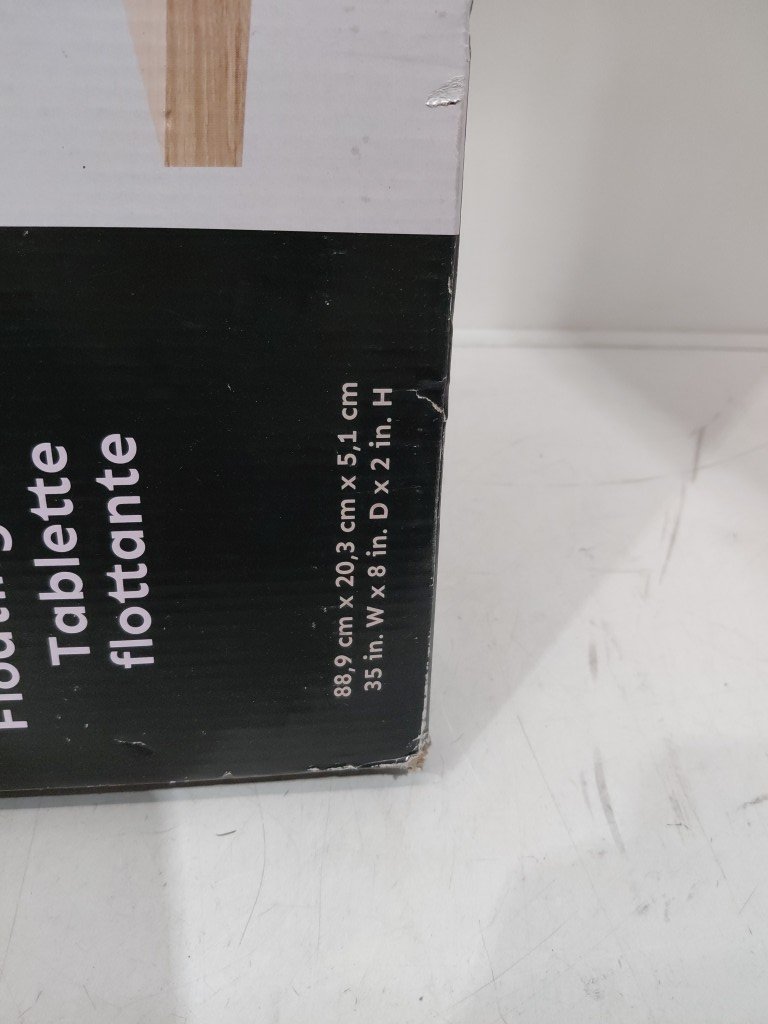 Tablette
flottante
88,9 cm x 20,3 cm x 5,1 cm
35 in. W x 8 in. D x 2 in. H